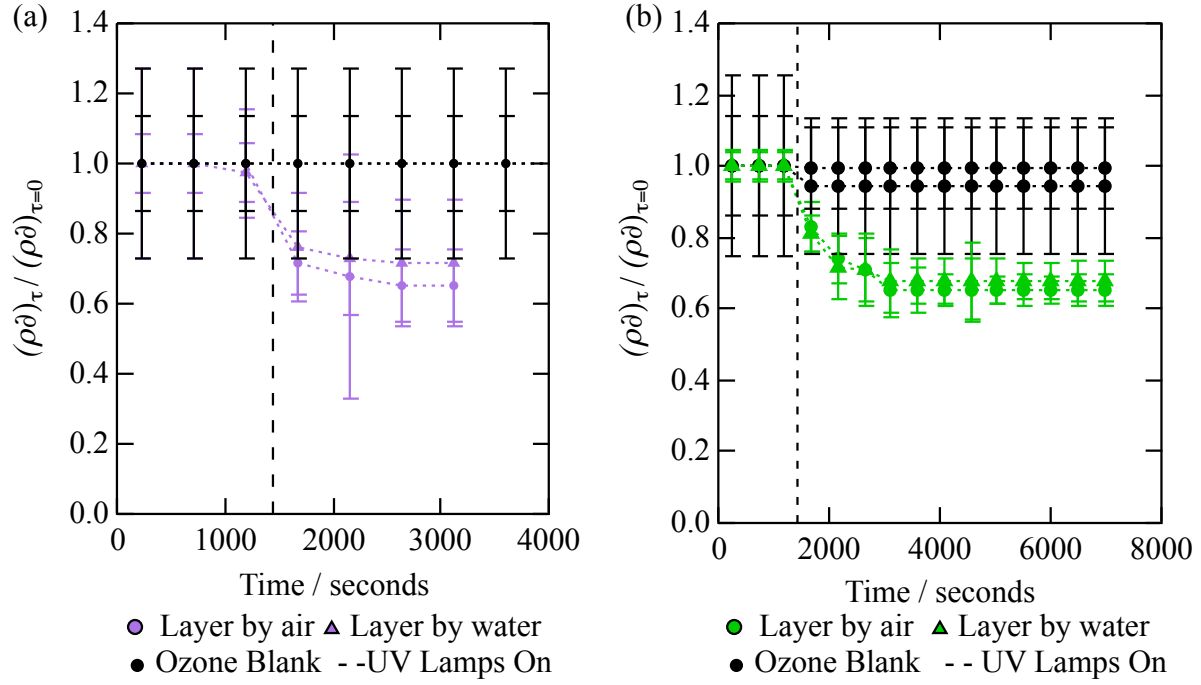 (a)
(b)
1.4
1.2
1.0
0.8
0.6
0.4
0.2
0.0
(ρ∂)τ / (ρ∂)τ=0
0
1000
2000
3000
4000
Time / seconds
Layer by air
Layer by water
Ozone Blank
- -UV Lamps On
1.4
1.2
1.0
0.8
0.6
0.4
0.2
0.0
(ρ∂)τ / (ρ∂)τ=0
0
2000
4000
6000
8000
Time / seconds
Layer by air
Layer by water
Ozone Blank
-- UV Lamps On